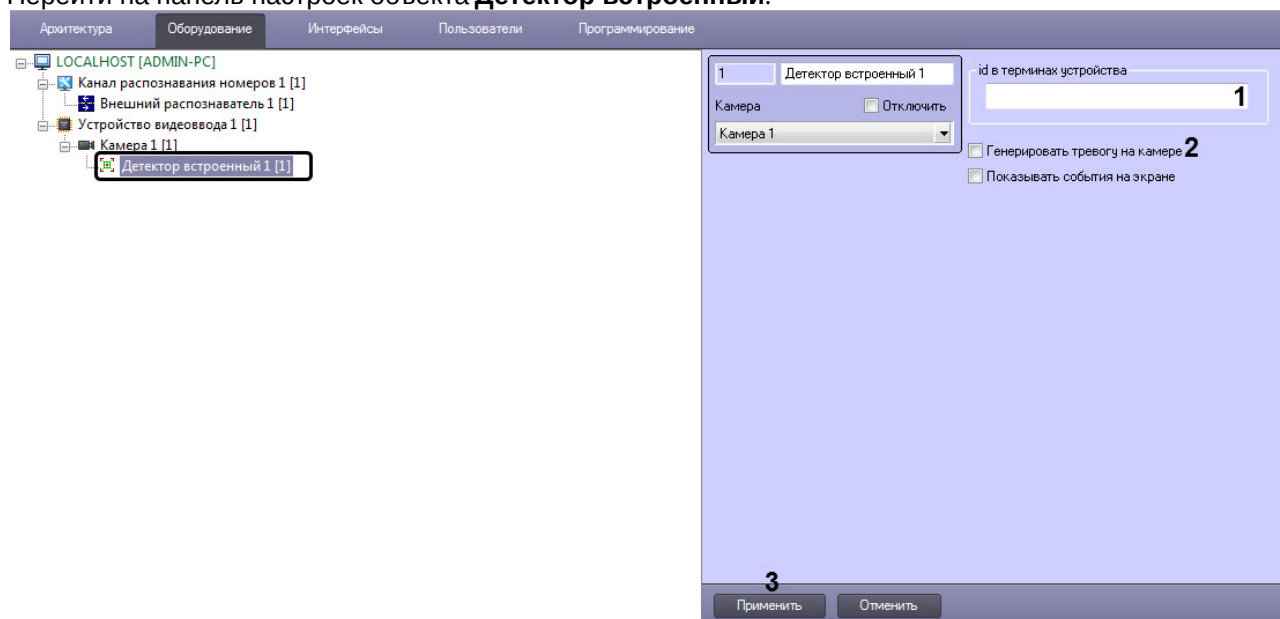 Перейти на панель настроек объекта Детектор встроенный.
Архитектура Оборудование Интерфейсы Пользователи Программирование
LOCALHOST [ADMIN-PC]
Канал распознавания номеров 1 [1]
Внешний распознаватель 1 [1]
Устройство видеоввода 1 [1]
Камера 1 [1]
Детектор встроенный 1 [1]
1 Детектор встроенный 1
Камера Отключить
Камера 1
id в терминах устройства
1
Генерировать тревогу на камере 2
Показывать события на экране
3
Применить Отменить